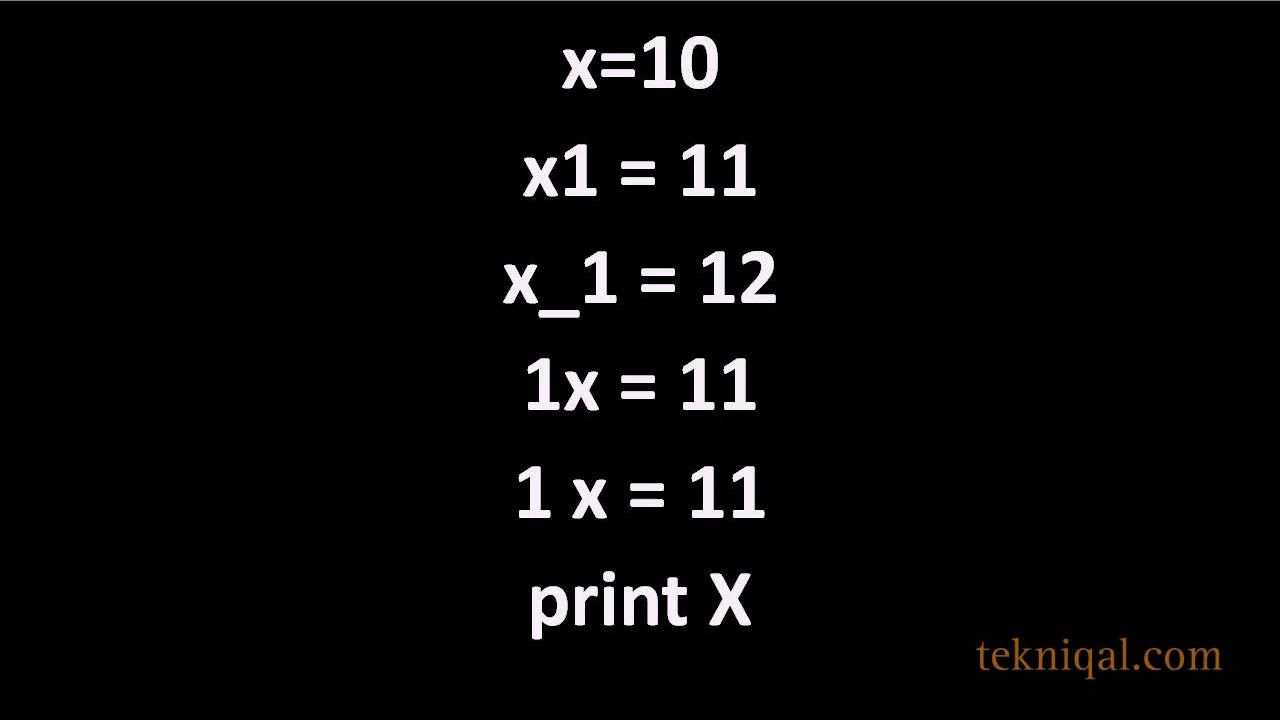 x=10
x1 = 11
x_1 = 12
1x = 11
1 x = 11
print X
tekniqal.com